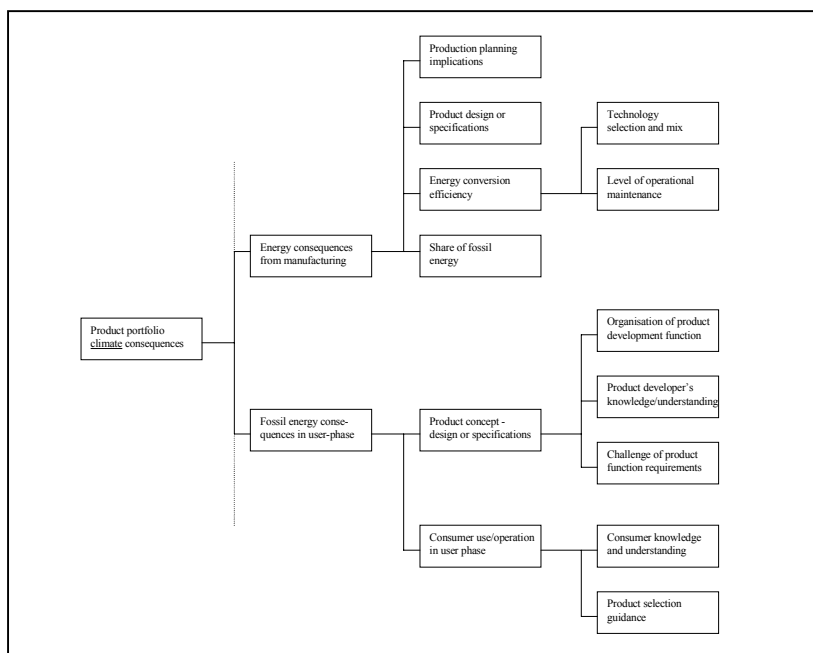 Production planning
implications
Product design or
specifications
Technology
selection and mix
Energy conversion
efficiency
Level of operational
maintenance
Energy consequences
from manufacturing
Share of fossil
energy
Product portfolio
climate consequences
Organisation of product
development function
Product developer's
knowledge/understanding
Fossil energy conse-
quences in user-phase
Product concept -
design or specifications
Challenge of product
function requirements
Consumer use/operation
in user phase
Consumer knowledge
and understanding
Product selection
guidance